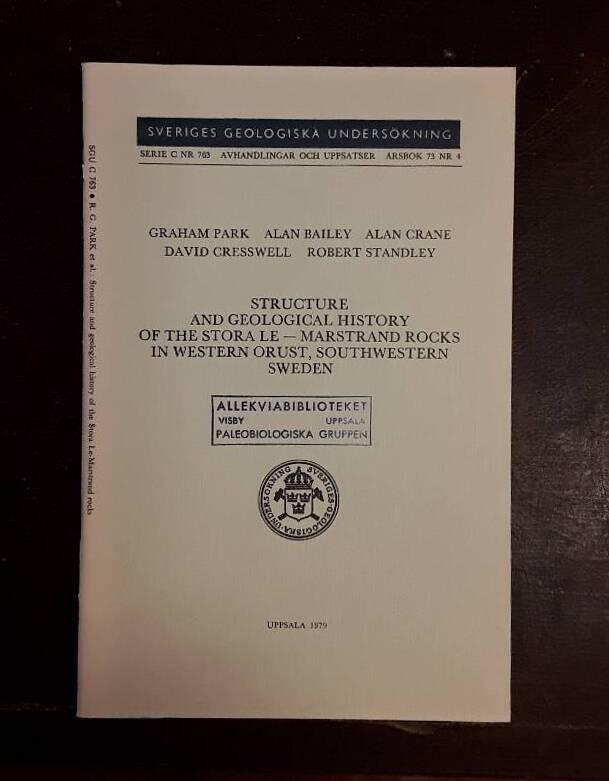 SVERIGES GEOLOGISKA UNDERSÖKNING
SERIE C NR 763 AVHANDLINGAR OCH UPPSATSER ÅRSBOK 73 NR 4
GRAHAM PARK ALAN BAILEY ALAN CRANE
DAVID CRESSWELL ROBERT STANDLEY
STRUCTURE
AND GEOLOGICAL HISTORY
OF THE STORA LE — MARSTRAND ROCKS
IN WESTERN ORUST, SOUTHWESTERN
SWEDEN
ALLEKVIABIBLIOTEKET
VISBY UPPSALA
PALEOBIOLOGISKA GRUPPEN
SVERIGES·GEOLOGISKA·UNDERSÖKNING
UPPSALA 1979
SGU C 763 • R. G. PARK et al.: Structure and geological history of the Stora Le-Marstrand rocks